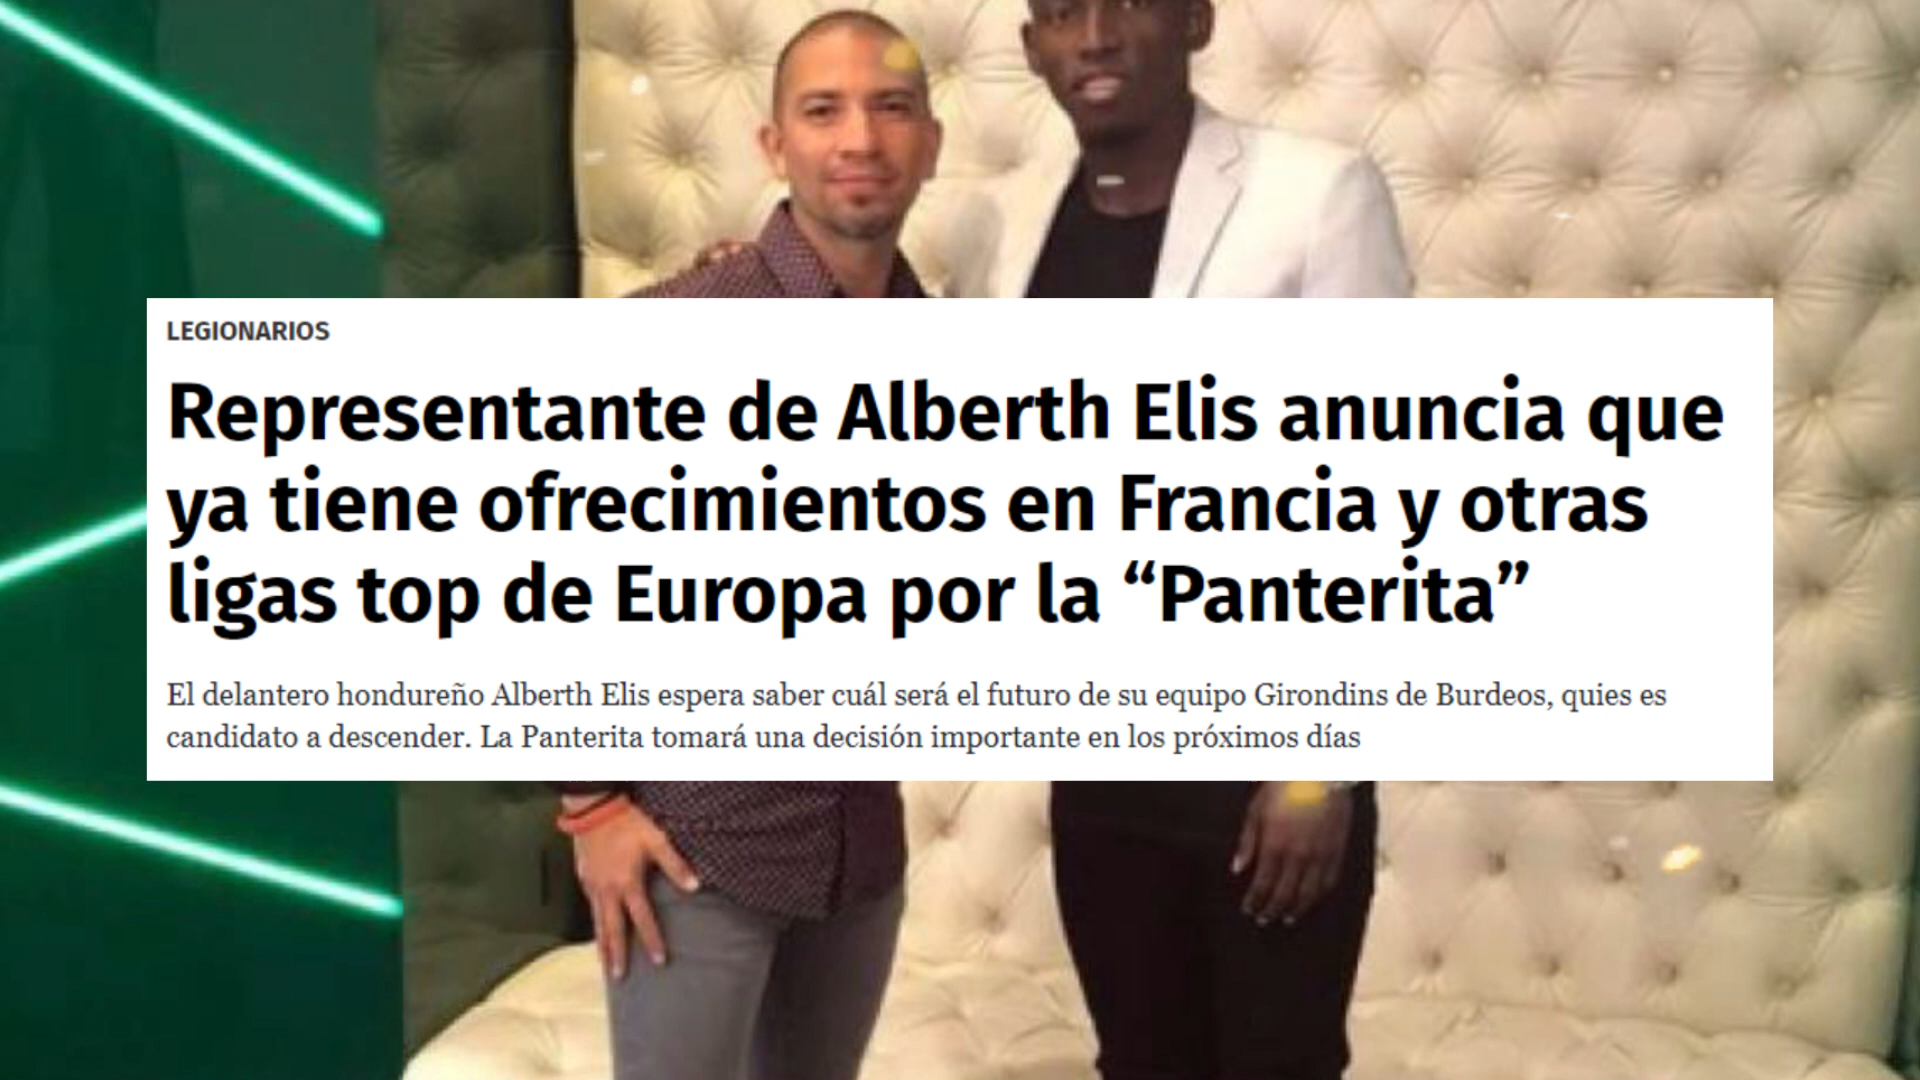 LEGIONARIOS
Representante de Alberth Elis anuncia que
ya tiene ofrecimientos en Francia y otras
ligas top de Europa por la “Panterita”
El delantero hondureño Alberth Elis espera saber cuál será el futuro de su equipo Girondins de Burdeos, quies es
candidato a descender. La Panterita tomará una decisión importante en los próximos días